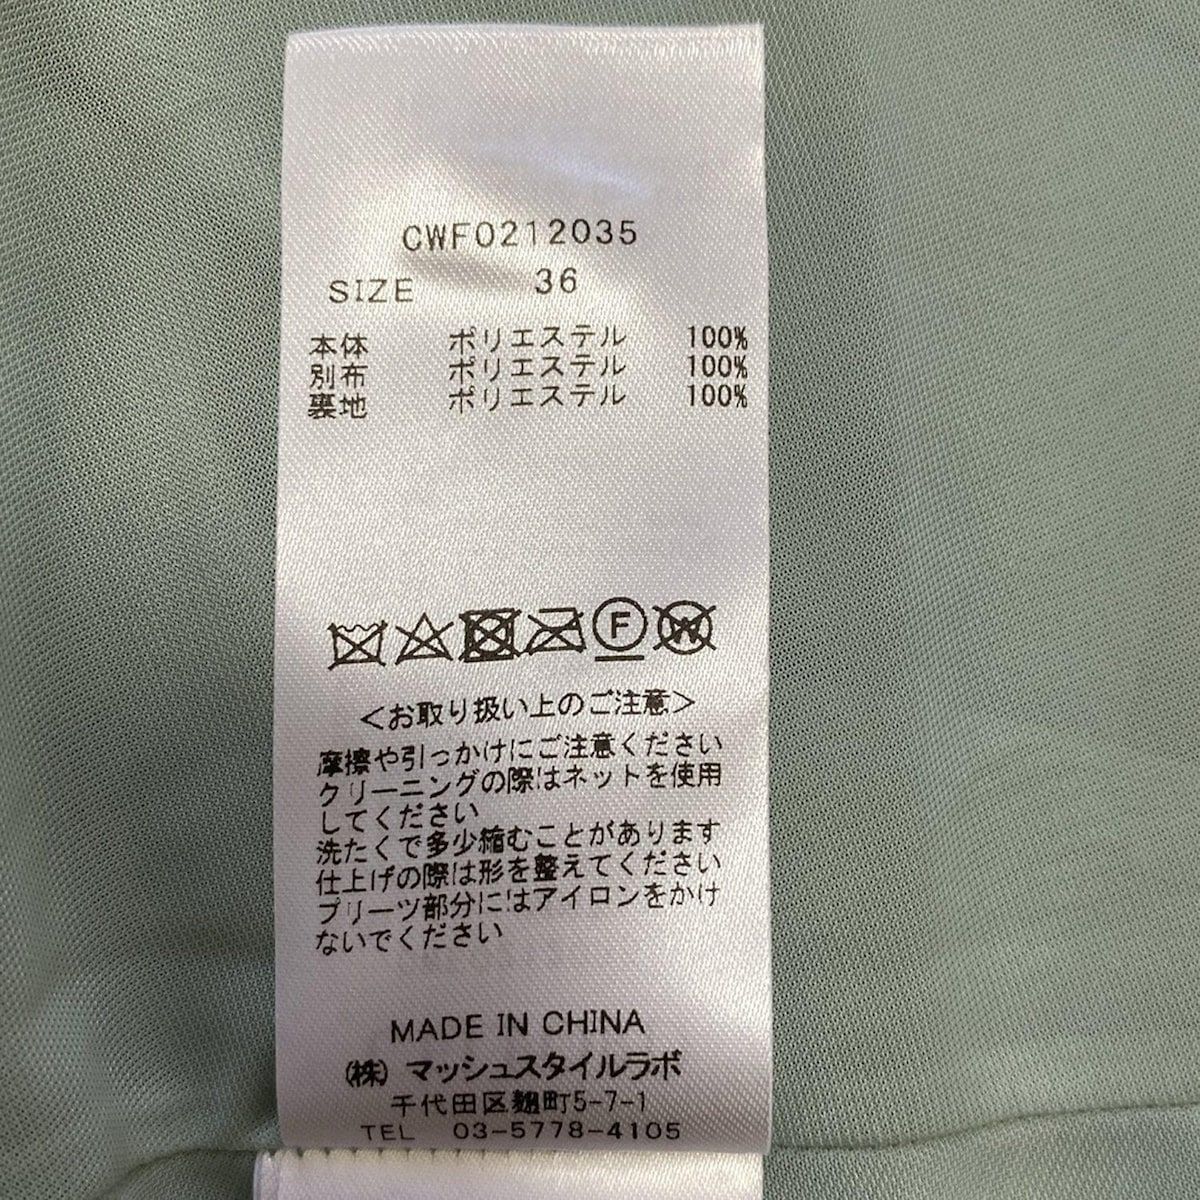 CWF0212035
SIZE 36
本体 ポリエステル 100%
別布 ポリエステル 100%
裏地 ポリエステル 100%
F W
<お取り扱い上のご注意>
摩擦や引っかけにご注意ください
クリーニングの際はネットを使用
してください
洗たくで多少縮むことがあります
仕上げの際は形を整えてください
プリーツ部分にはアイロンをかけ
ないでください
MADE IN CHINA
(株) マッシュスタイルラボ
千代田区麹町5-7-1
TEL 03-5778-4105